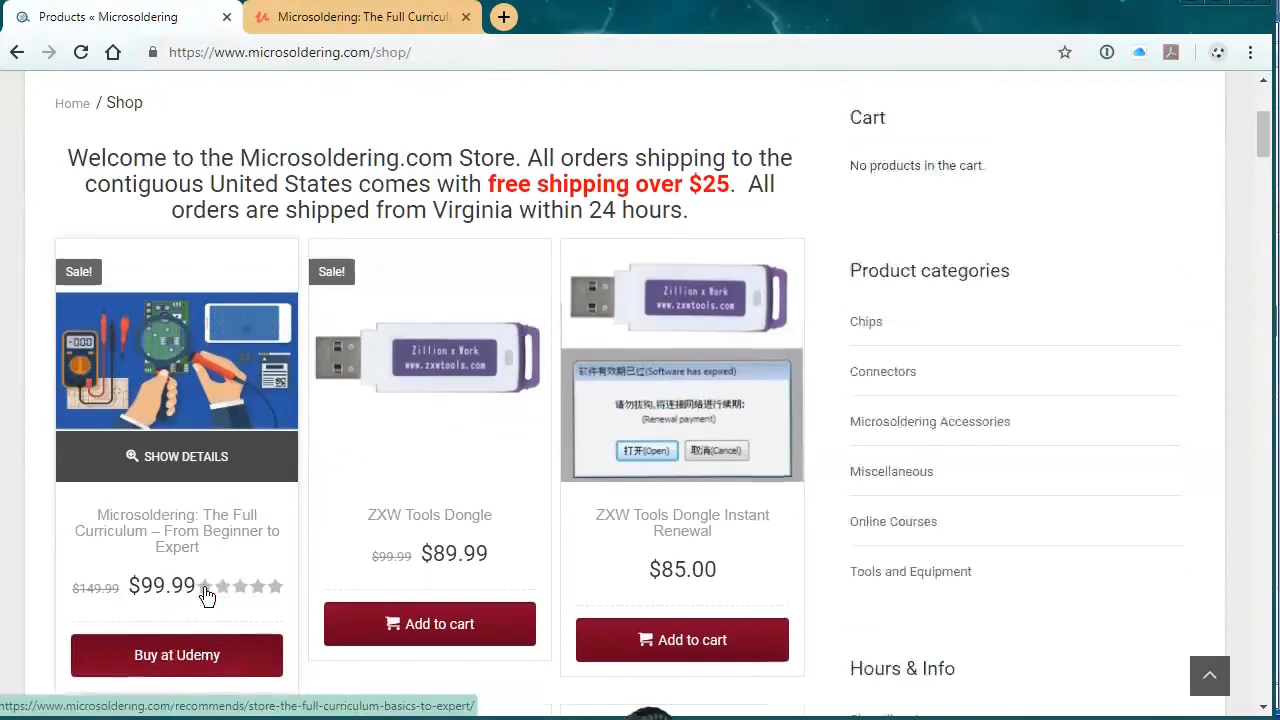 Products « Microsoldering
Microsoldering: The Full Curricul
https://www.microsoldering.com/shop/
Home / Shop
Welcome to the Microsoldering.com Store. All orders shipping to the
contiguous United States comes with free shipping over $25. All
orders are shipped from Virginia within 24 hours.
Sale!
SHOW DETAILS
Microsoldering: The Full
Curriculum – From Beginner to
Expert
$149.99 $99.99
Buy at Udemy
Sale!
Zillion x Work
www.zxwtools.com
ZXW Tools Dongle
$99.99 $89.99
Add to cart
Zillion x Work
www.zxwtools.com
软件有效期已过(Software has expired)
请勿拔狗,将连接网络进行续期:
(Renewal payment)
打开(Open) 取消(Cancel)
ZXW Tools Dongle Instant
Renewal
$85.00
Add to cart
Cart
No products in the cart.
Product categories
Chips
Connectors
Microsoldering Accessories
Miscellaneous
Online Courses
Tools and Equipment
Hours & Info
https://www.microsoldering.com/recommends/store-the-full-curriculum-basics-to-expert/